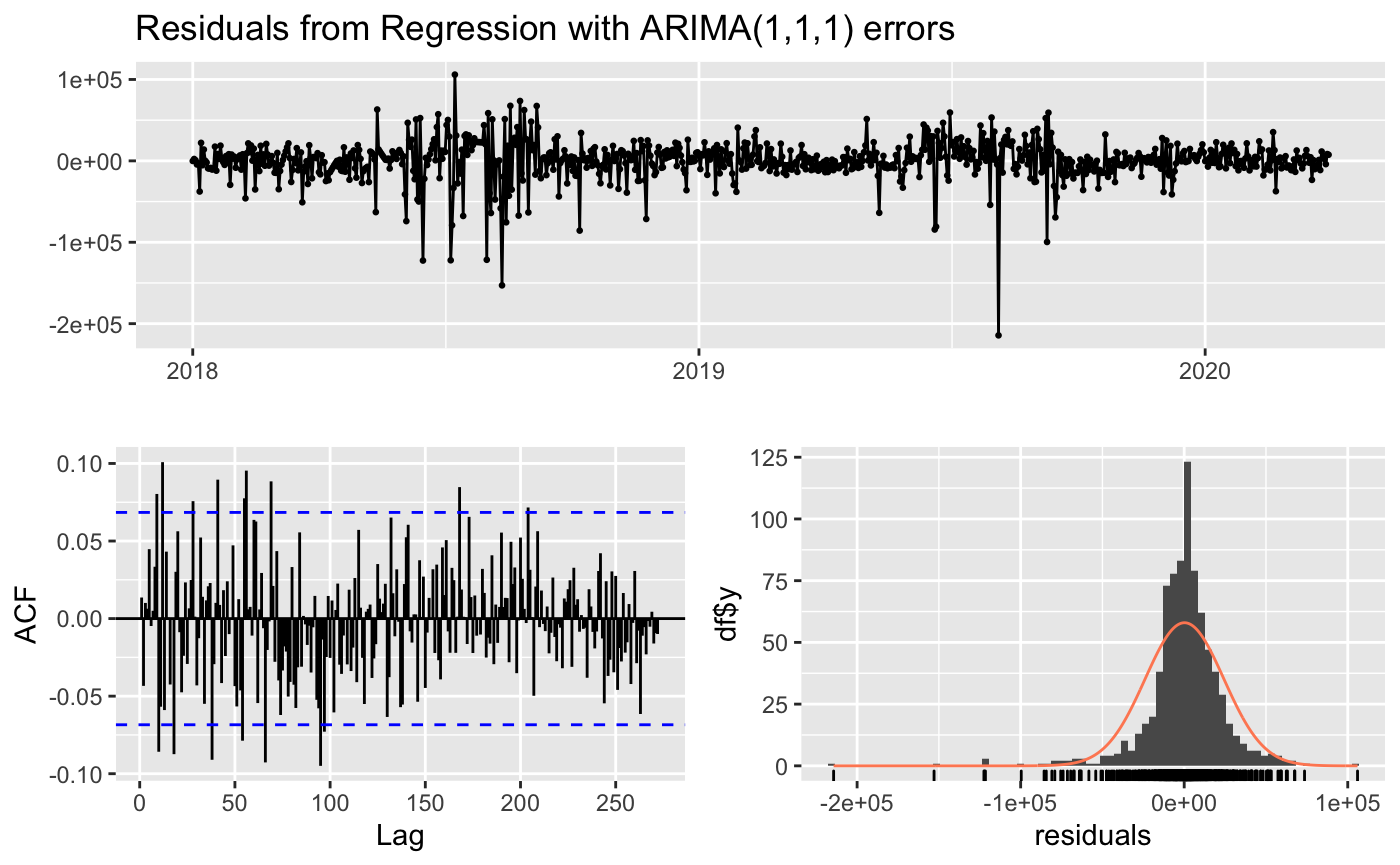 Residuals from Regression with ARIMA(1,1,1) errors
1e+05
0e+00
-1e+05
-2e+05
2018 2019 2020
ACF
0.10
0.05
0.00
-0.05
-0.10
0 50 100 150 200 250
Lag
df$y
125
100
75
50
25
0
-2e+05 -1e+05 0e+00 1e+05
residuals